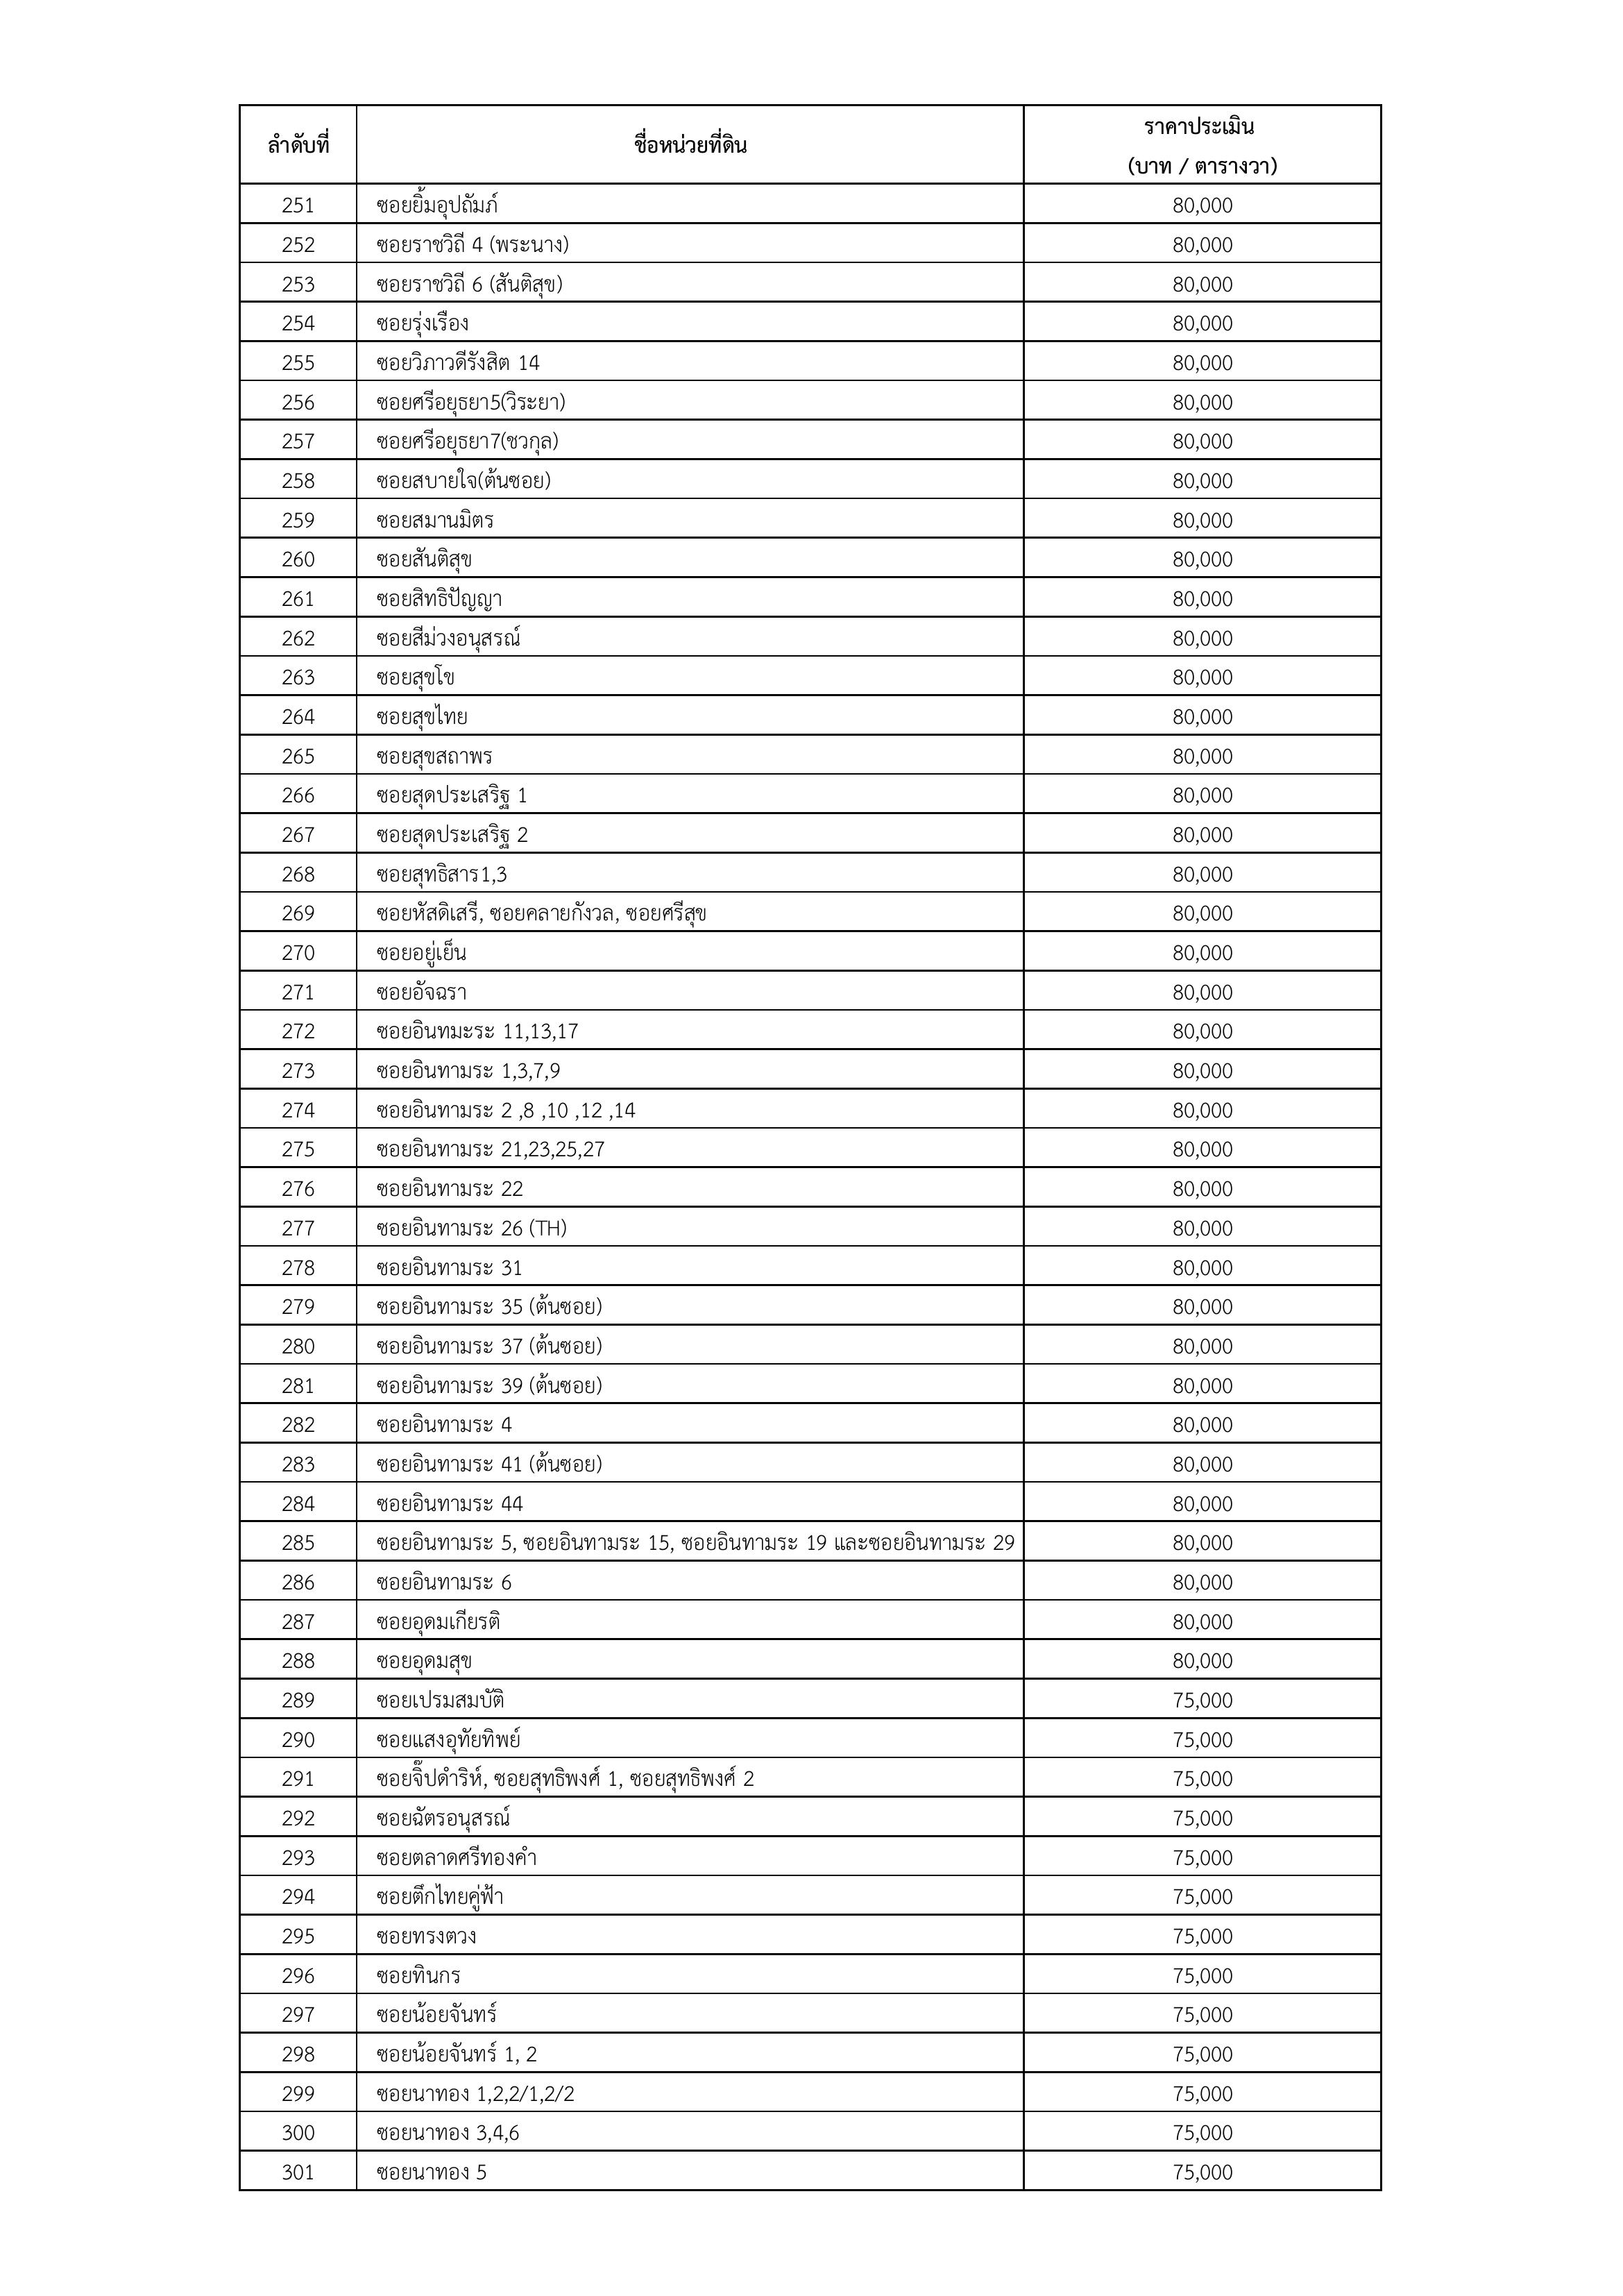 ลำดับที่ ชื่อหน่วยที่ดิน ราคาประเมิน
(บาท / ตารางวา)
251 ซอยยิ้มอุปถัมภ์ 80,000
252 ซอยราชวิถี 4 (พระนาง) 80,000
253 ซอยราชวิถี 6 (สันติสุข) 80,000
254 ซอยรุ่งเรือง 80,000
255 ซอยวิภาวดีรังสิต 14 80,000
256 ซอยศรีอยุธยา5(วิระยา) 80,000
257 ซอยศรีอยุธยา7(ชวกุล) 80,000
258 ซอยสบายใจ(ต้นซอย) 80,000
259 ซอยสมานมิตร 80,000
260 ซอยสันติสุข 80,000
261 ซอยสิทธิปัญญา 80,000
262 ซอยสีม่วงอนุสรณ์ 80,000
263 ซอยสุขโข 80,000
264 ซอยสุขไทย 80,000
265 ซอยสุขสถาพร 80,000
266 ซอยสุดประเสริฐ 1 80,000
267 ซอยสุดประเสริฐ 2 80,000
268 ซอยสุทธิสาร1,3 80,000
269 ซอยหัสดิเสรี, ซอยคลายกังวล, ซอยศรีสุข 80,000
270 ซอยอยู่เย็น 80,000
271 ซอยอัจฉรา 80,000
272 ซอยอินทมะระ 11,13,17 80,000
273 ซอยอินทามระ 1,3,7,9 80,000
274 ซอยอินทามระ 2 ,8 ,10 ,12 ,14 80,000
275 ซอยอินทามระ 21,23,25,27 80,000
276 ซอยอินทามระ 22 80,000
277 ซอยอินทามระ 26 (TH) 80,000
278 ซอยอินทามระ 31 80,000
279 ซอยอินทามระ 35 (ต้นซอย) 80,000
280 ซอยอินทามระ 37 (ต้นซอย) 80,000
281 ซอยอินทามระ 39 (ต้นซอย) 80,000
282 ซอยอินทามระ 4 80,000
283 ซอยอินทามระ 41 (ต้นซอย) 80,000
284 ซอยอินทามระ 44 80,000
285 ซอยอินทามระ 5, ซอยอินทามระ 15, ซอยอินทามระ 19 และซอยอินทามระ 29 80,000
286 ซอยอินทามระ 6 80,000
287 ซอยอุดมเกียรติ 80,000
288 ซอยอุดมสุข 80,000
289 ซอยเปรมสมบัติ 75,000
290 ซอยแสงอุทัยทิพย์ 75,000
291 ซอยจิ๊ปดำริห์, ซอยสุทธิพงศ์ 1, ซอยสุทธิพงศ์ 2 75,000
292 ซอยฉัตรอนุสรณ์ 75,000
293 ซอยตลาดศรีทองคำ 75,000
294 ซอยตึกไทยคู่ฟ้า 75,000
295 ซอยทรงตวง 75,000
296 ซอยทินกร 75,000
297 ซอยน้อยจันทร์ 75,000
298 ซอยน้อยจันทร์ 1, 2 75,000
299 ซอยนาทอง 1,2,2/1,2/2 75,000
300 ซอยนาทอง 3,4,6 75,000
301 ซอยนาทอง 5 75,000